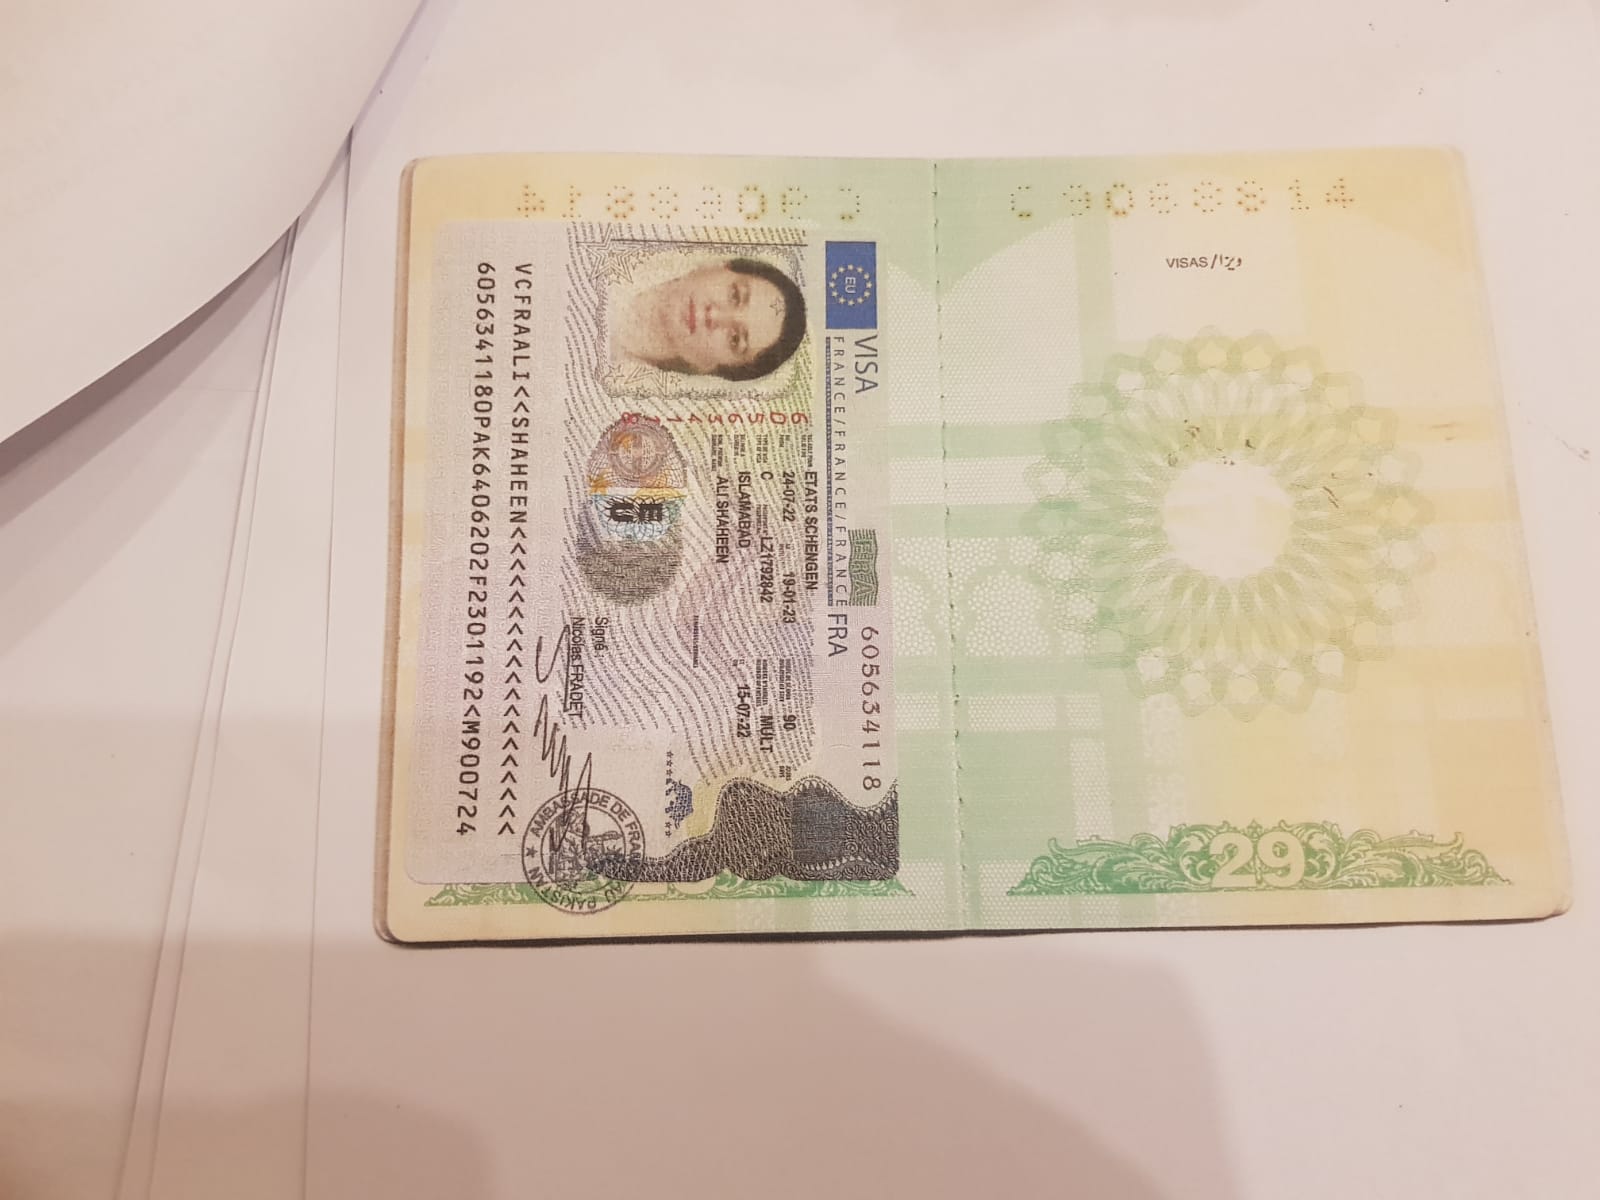 VISA
FRANCE/FRANCE/FRANCE/FRANCE FRA
605634118
EU
ETATS SCHENGEN
24-07-22 19-01-23 90
C LZ1792842 MULT
ISLAMABAD 15-07-22
ALI SHAHEEN
Signé :
Nicolas FRADET
AMBASSADE DE FRANCE AU PAKISTAN
VCFRAALI<<SHAHEEN<<<<<<<<<<<<<<<<<<<
6056341180PAK6406202F2301192<M900724
VISAS/ویزا
29